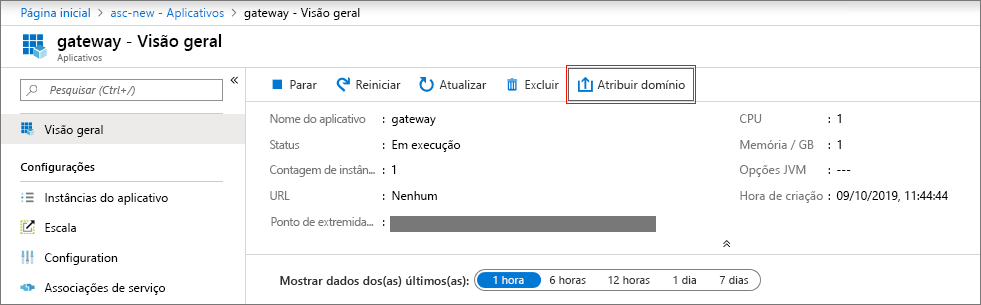 Página inicial > asc-new - Aplicativos > gateway - Visão geral
gateway - Visão geral
Aplicativos
Pesquisar (Ctrl+/)
«
Visão geral
Configurações
Instâncias do aplicativo
Escala
Configuration
Associações de serviço
Parar Reiniciar Atualizar Excluir Atribuir domínio
Nome do aplicativo : gateway
Status : Em execução
Contagem de instân... : 1
URL : Nenhum
Ponto de extremida... :
CPU : 1
Memória / GB : 1
Opções JVM : ---
Hora de criação : 09/10/2019, 11:44:44
Mostrar dados dos(as) últimos(as): 1 hora 6 horas 12 horas 1 dia 7 dias